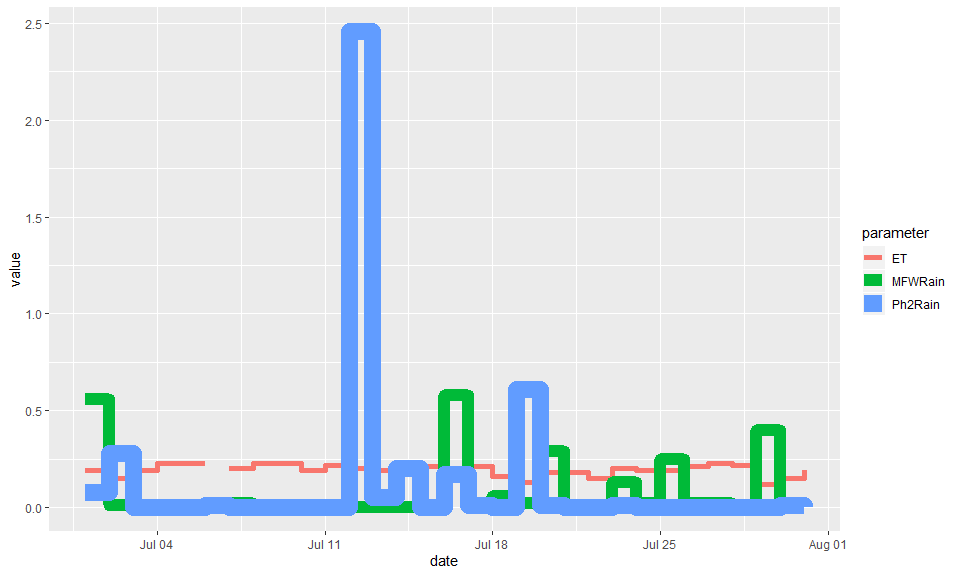 2.5
2.0
1.5
1.0
0.5
0.0
value
Jul 04
Jul 11
Jul 18
Jul 25
Aug 01
date
parameter
ET
MFWRain
Ph2Rain